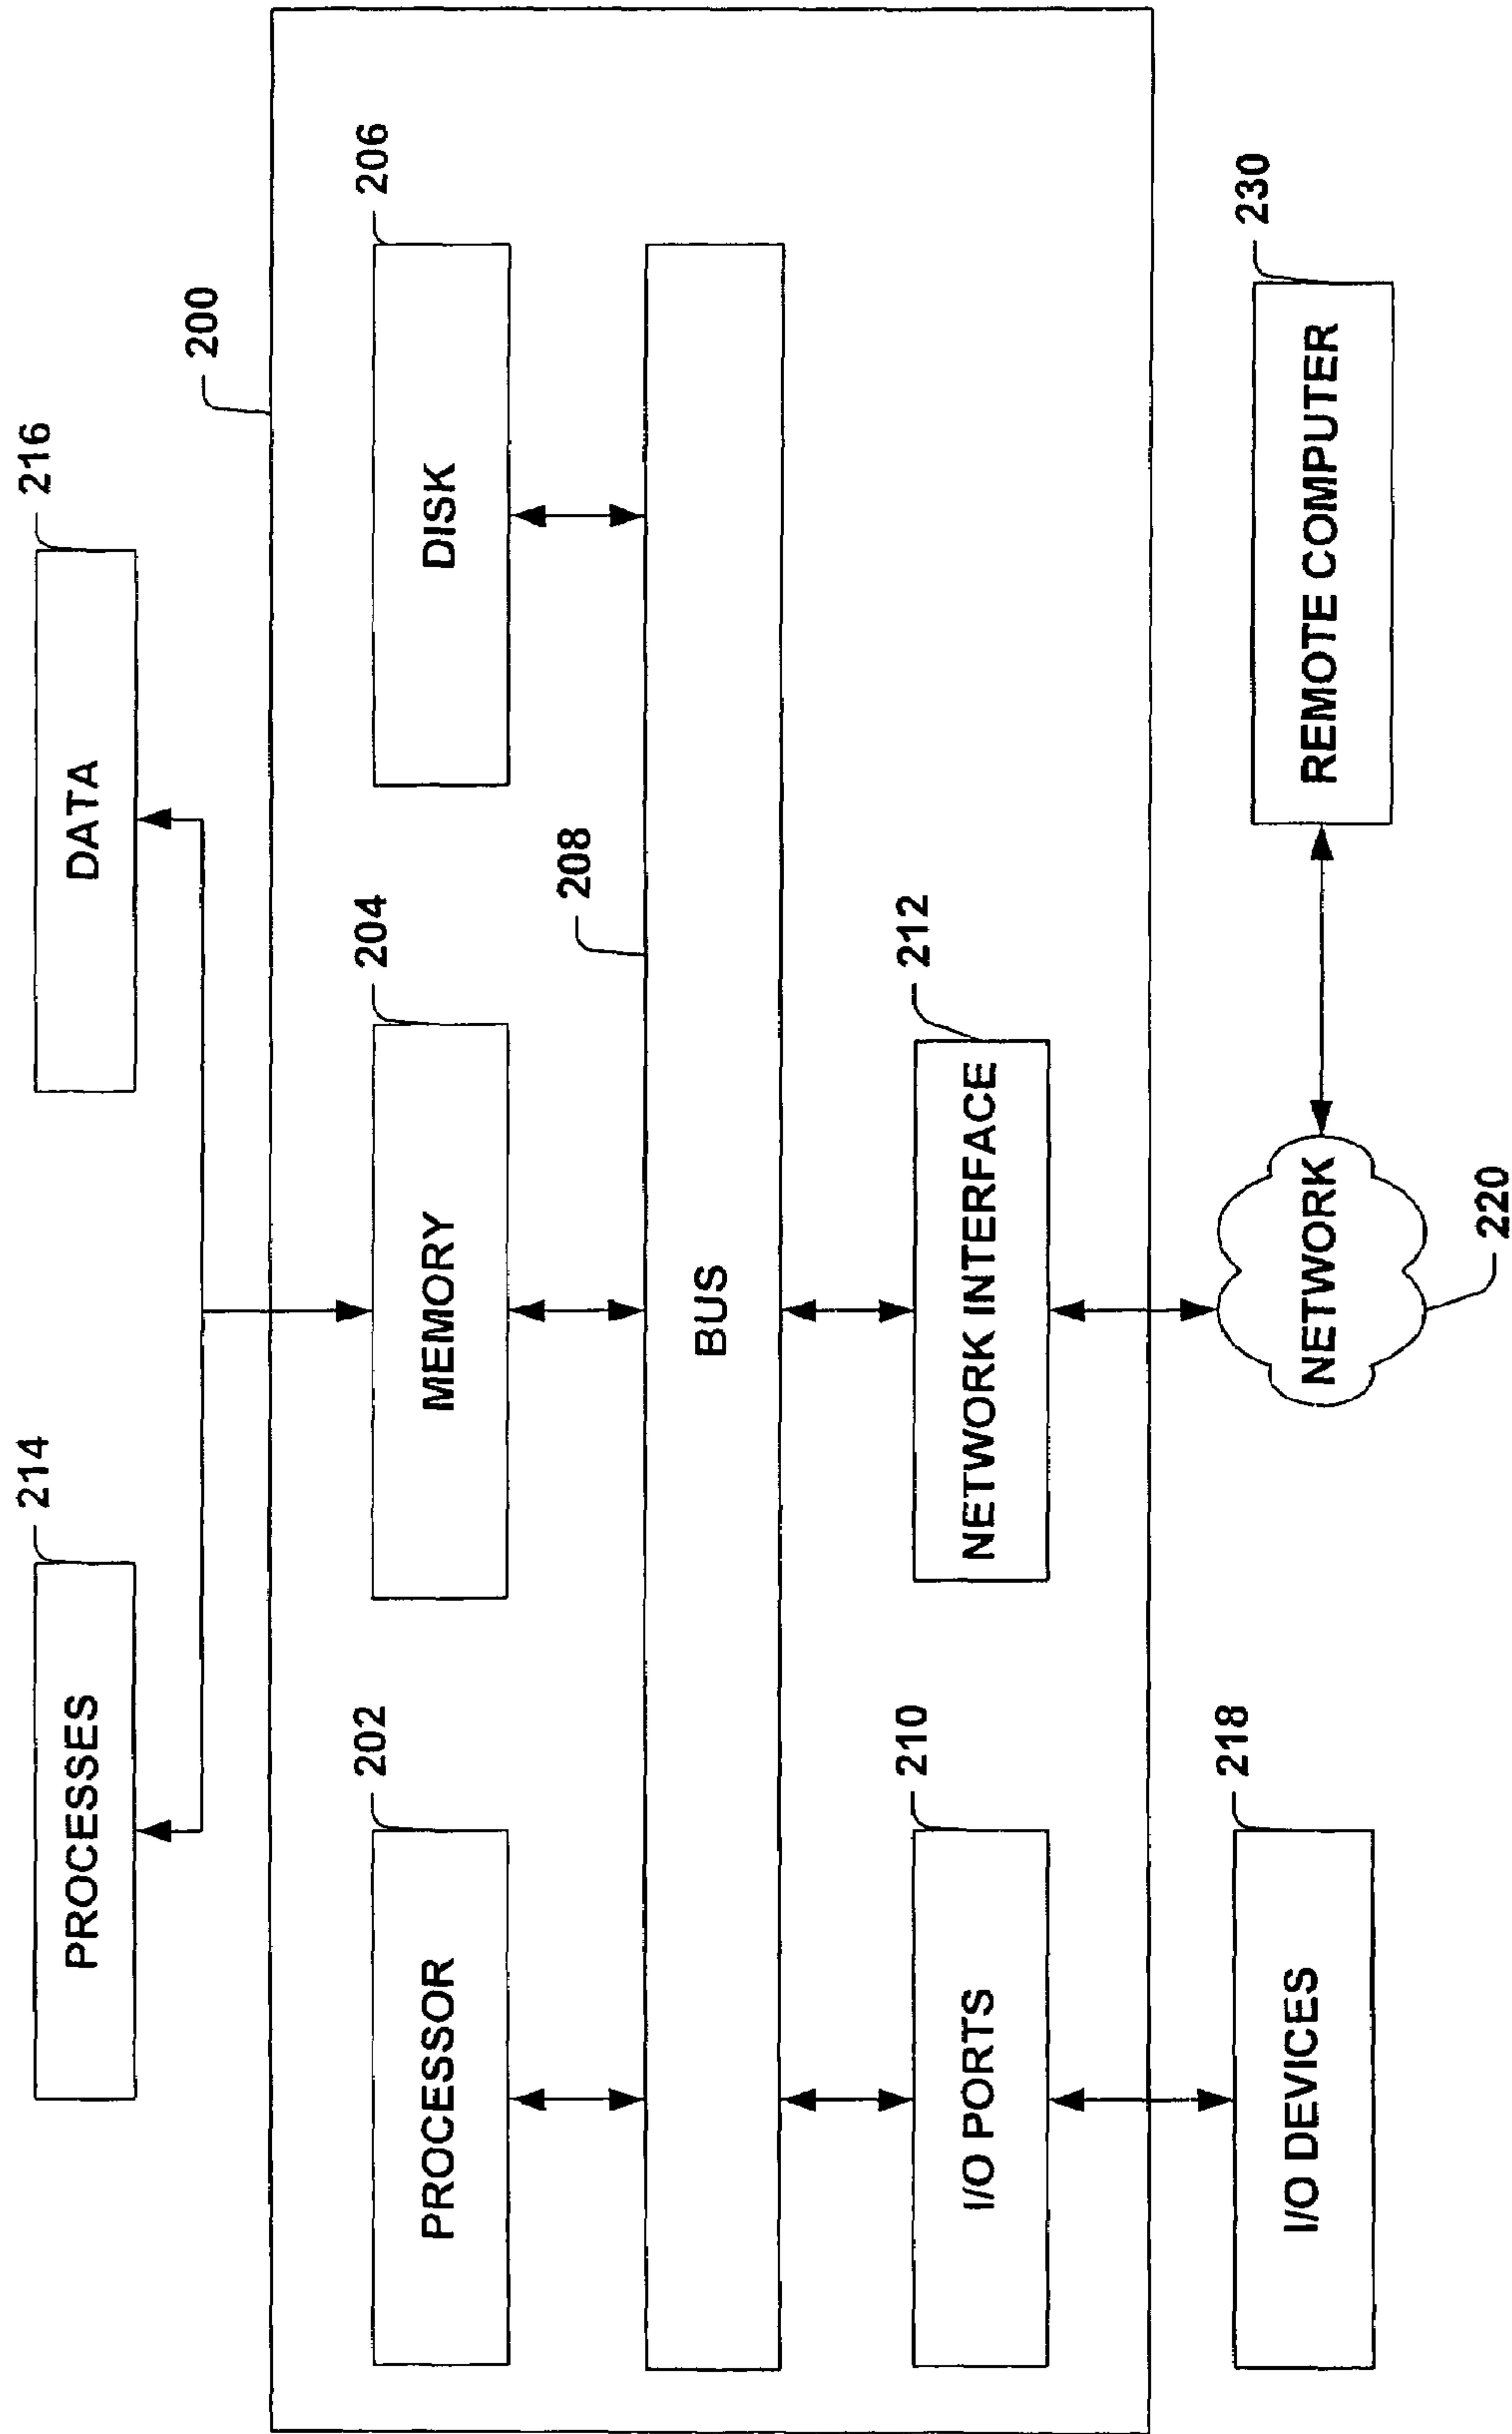 214
PROCESSES
216
DATA
200
202
PROCESSOR
204
MEMORY
206
DISK
208
BUS
210
I/O PORTS
212
NETWORK INTERFACE
218
I/O DEVICES
NETWORK
220
230
REMOTE COMPUTER